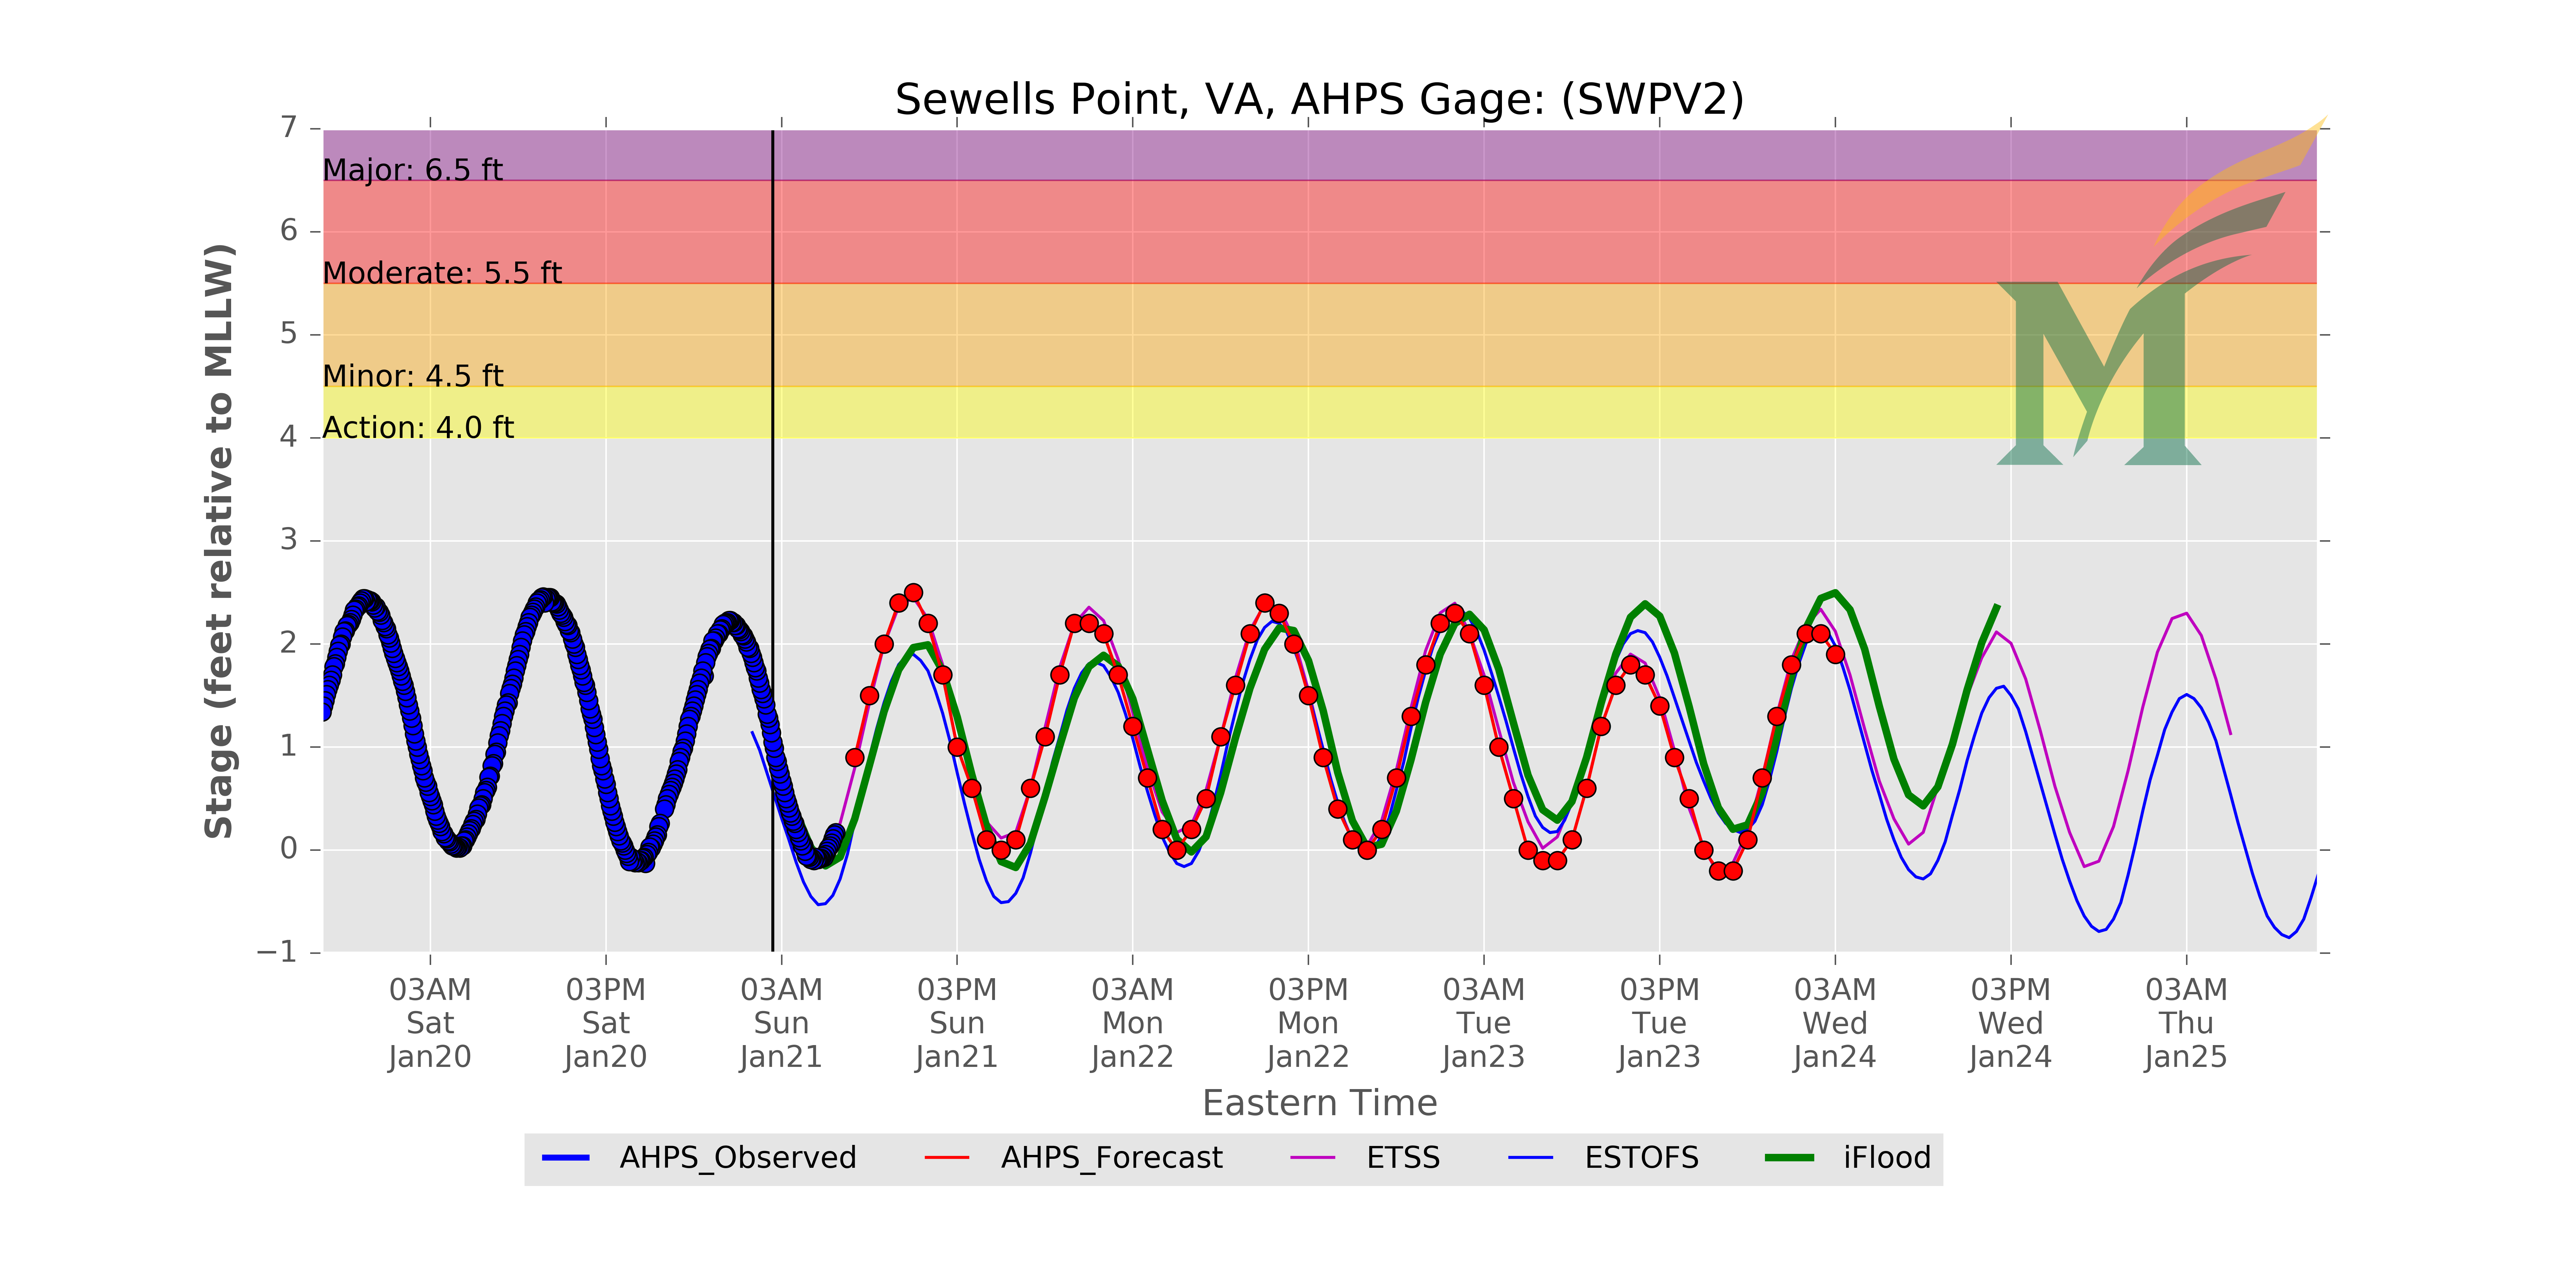 Sewells Point, VA, AHPS Gage: (SWPV2)
7
Major: 6.5 ft
6
Moderate: 5.5 ft
5
Minor: 4.5 ft
Action: 4.0 ft
4
3
2
1
0
−1
Stage (feet relative to MLLW)
03AM 03PM 03AM 03PM 03AM 03PM 03AM 03PM 03AM 03PM 03AM
Sat Sat Sun Sun Mon Mon Tue Tue Wed Wed Thu
Jan20 Jan20 Jan21 Jan21 Jan22 Jan22 Jan23 Jan23 Jan24 Jan24 Jan25
Eastern Time
AHPS_Observed AHPS_Forecast ETSS ESTOFS iFlood
M